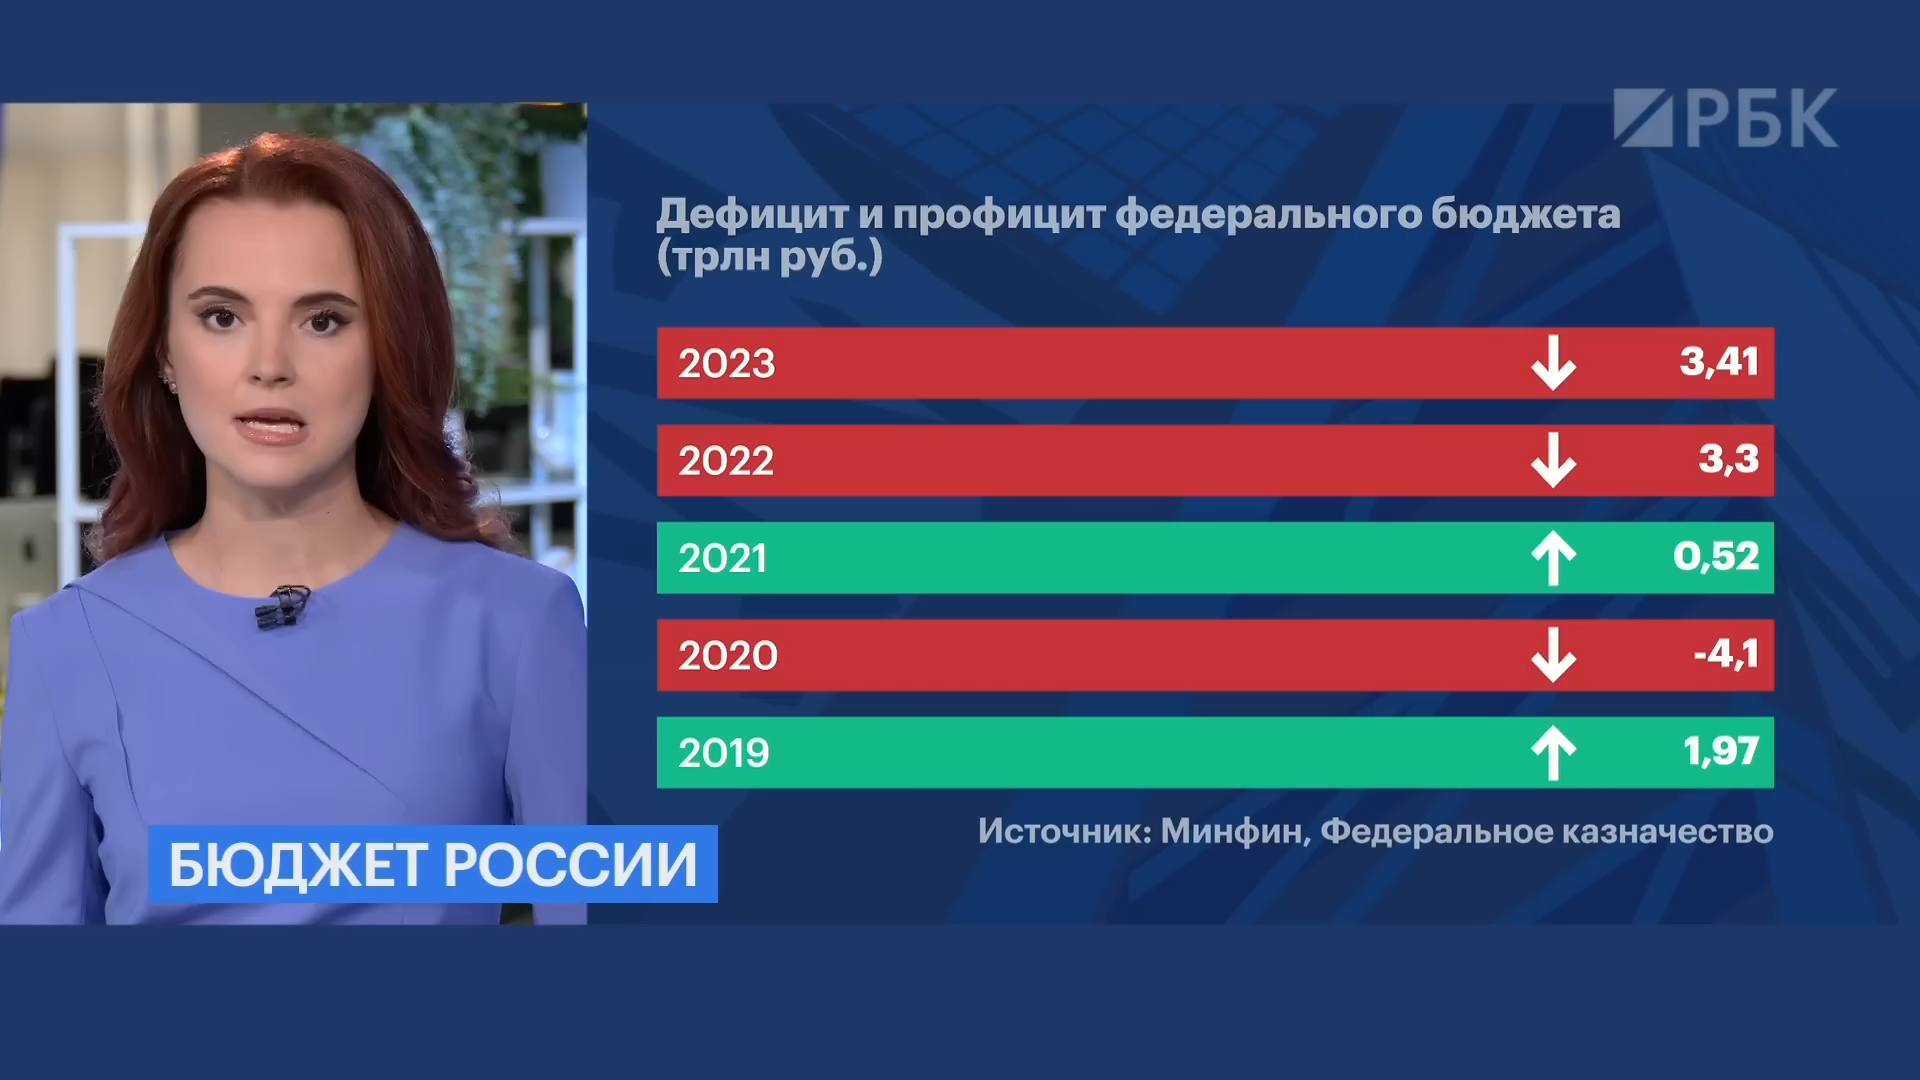 РБК
Дефицит и профицит федерального бюджета
(трлн руб.)
2023 3,41
2022 3,3
2021 0,52
2020 -4,1
2019 1,97
Источник: Минфин, Федеральное казначество
БЮДЖЕТ РОССИИ